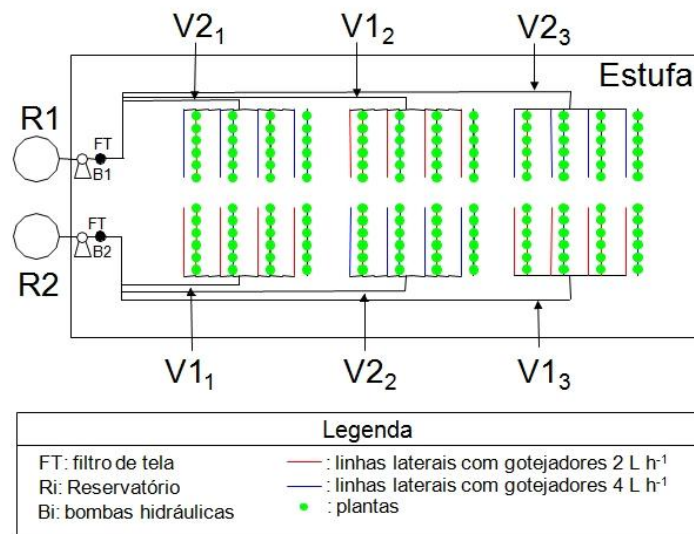 V2₁ V1₂ V2₃
Estufa
R1
FT
B1
FT
B2
R2
V1₁ V2₂ V1₃
Legenda
FT: filtro de tela
: linhas laterais com gotejadores 2 L h⁻¹
Ri: Reservatório
: linhas laterais com gotejadores 4 L h⁻¹
Bi: bombas hidráulicas
: plantas